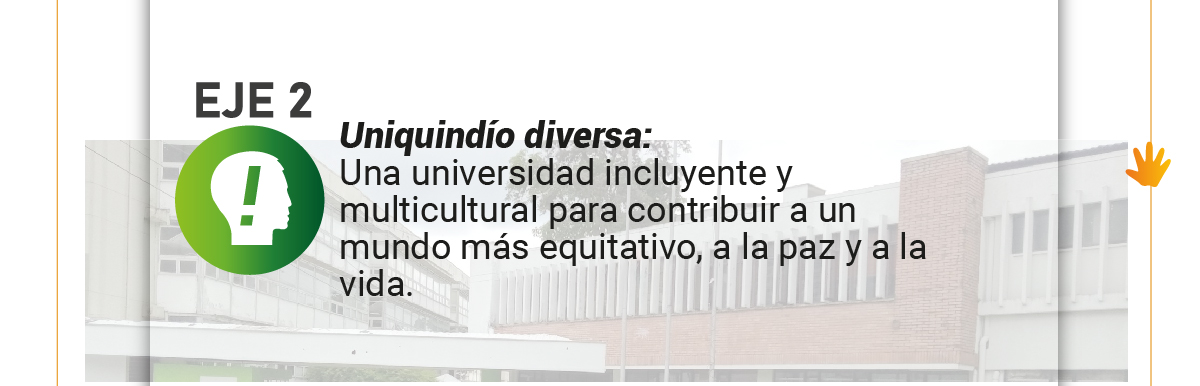 EJE 2
Uniquindío diversa:
Una universidad incluyente y
multicultural para contribuir a un
mundo más equitativo, a la paz y a la
vida.